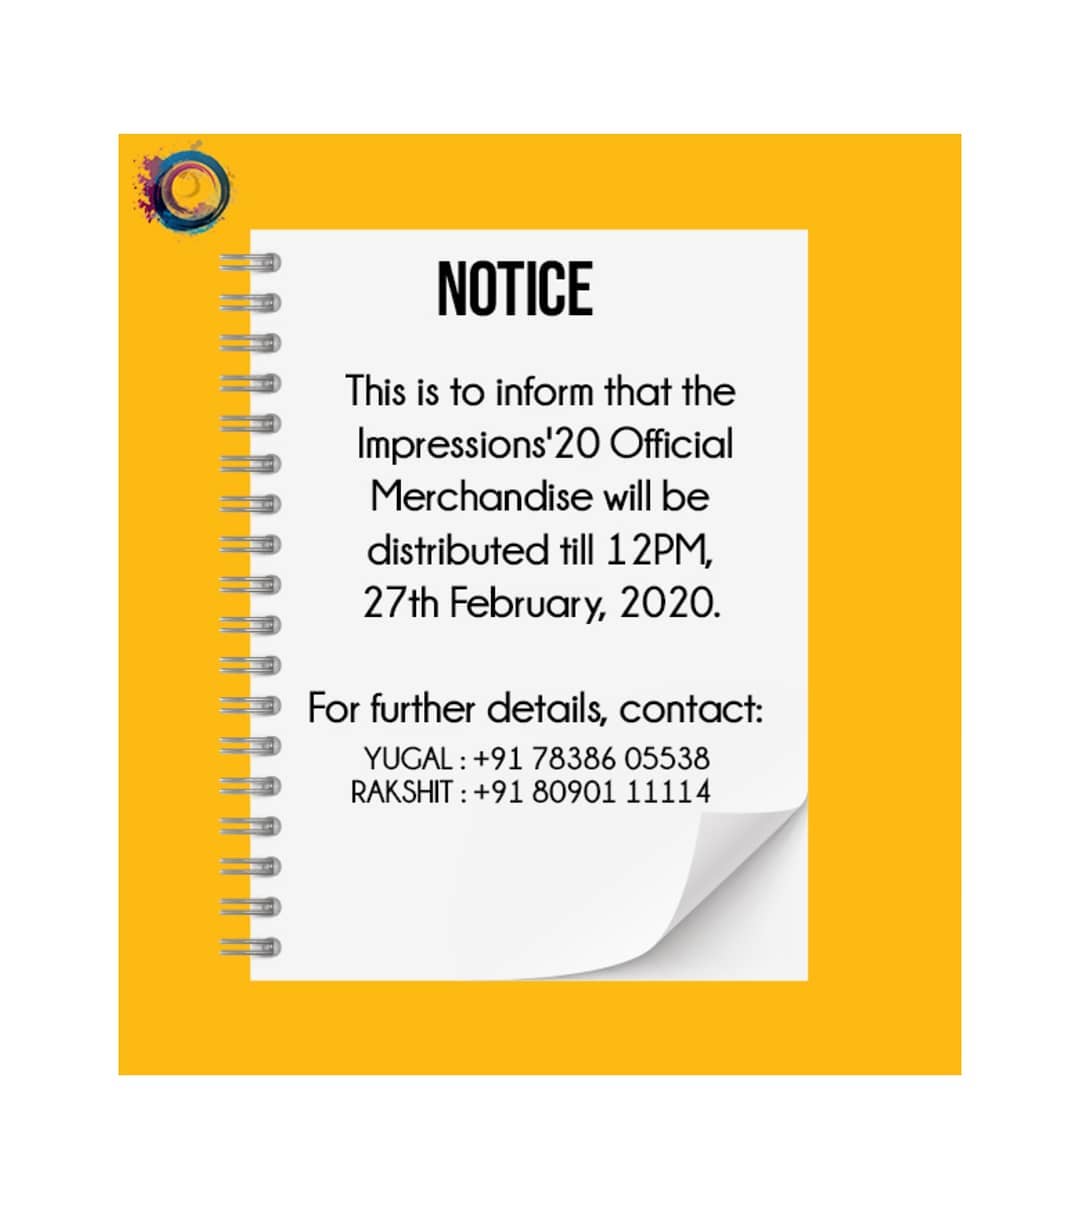 NOTICE
This is to inform that the
Impressions'20 Official
Merchandise will be
distributed till 12PM,
27th February, 2020.
For further details, contact:
YUGAL : +91 78386 05538
RAKSHIT : +91 80901 11114